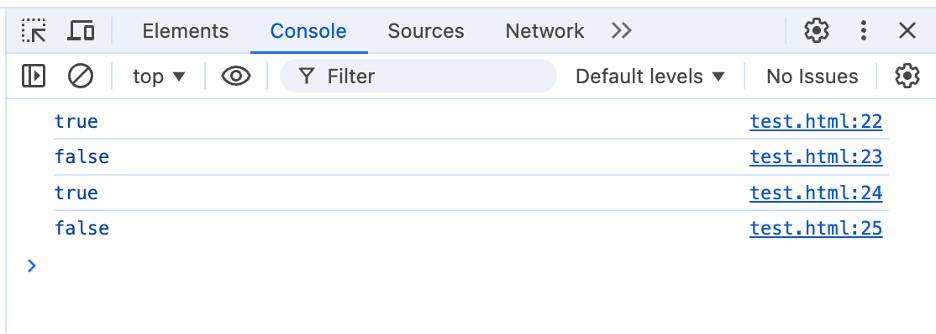 Elements Console Sources Network
top Filter Default levels No Issues
true test.html:22
false test.html:23
true test.html:24
false test.html:25